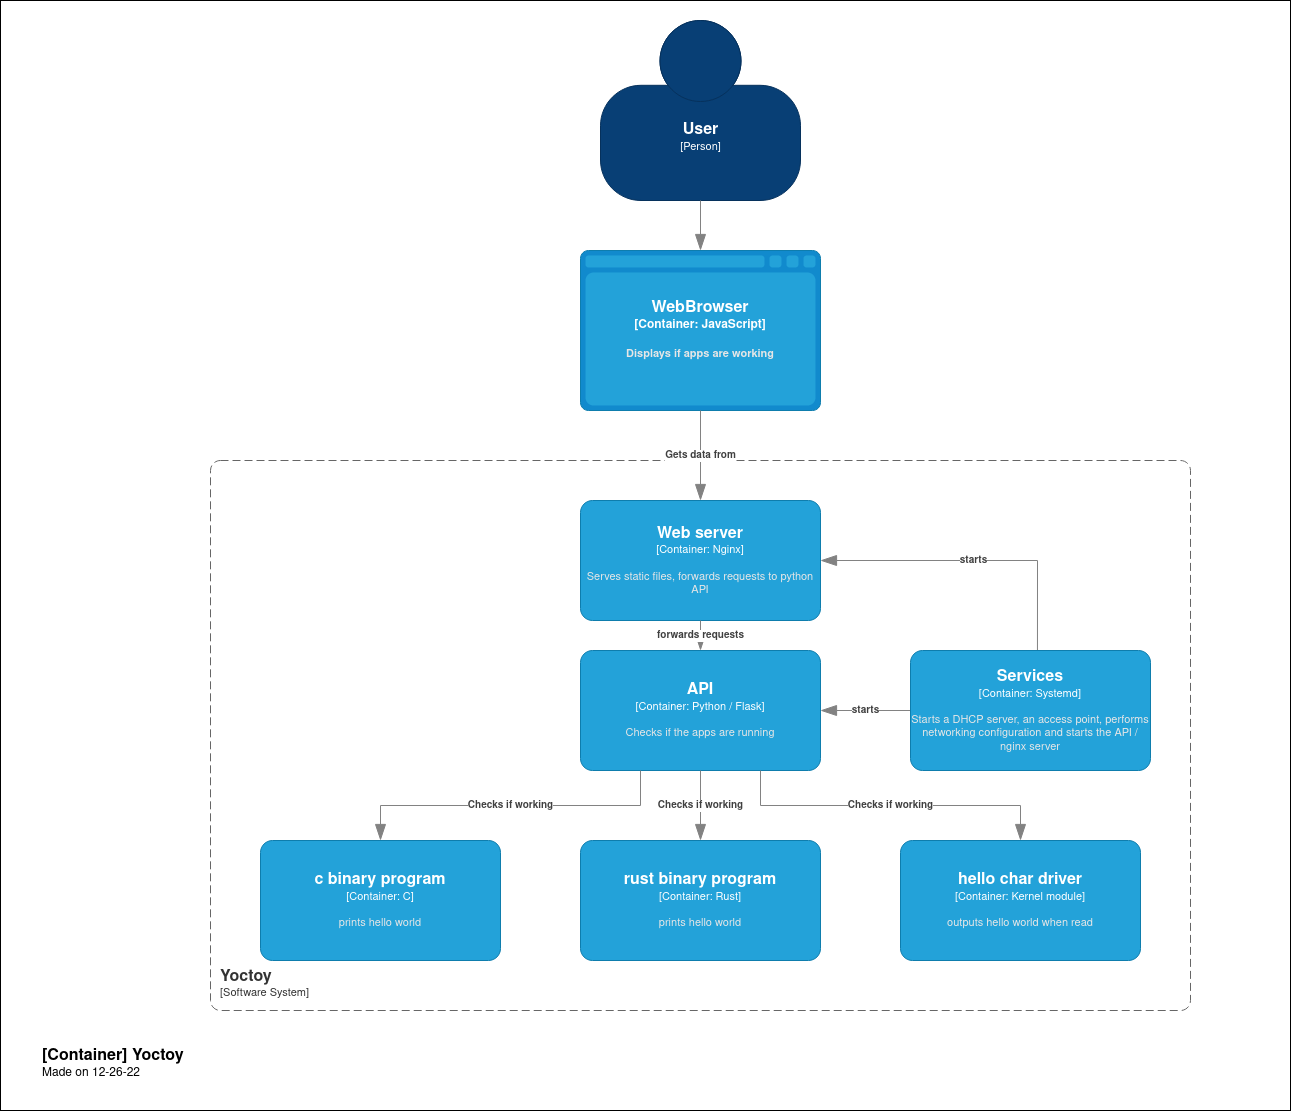 User
[Person]
WebBrowser
[Container: JavaScript]
Displays if apps are working
Gets data from
Web server
[Container: Nginx]
Serves static files, forwards requests to python
API
starts
forwards requests
API
[Container: Python / Flask]
Checks if the apps are running
starts
Services
[Container: Systemd]
Starts a DHCP server, an access point, performs
networking configuration and starts the API /
nginx server
Checks if working
Checks if working
Checks if working
c binary program
[Container: C]
prints hello world
rust binary program
[Container: Rust]
prints hello world
hello char driver
[Container: Kernel module]
outputs hello world when read
Yoctoy
[Software System]
[Container] Yoctoy
Made on 12-26-22